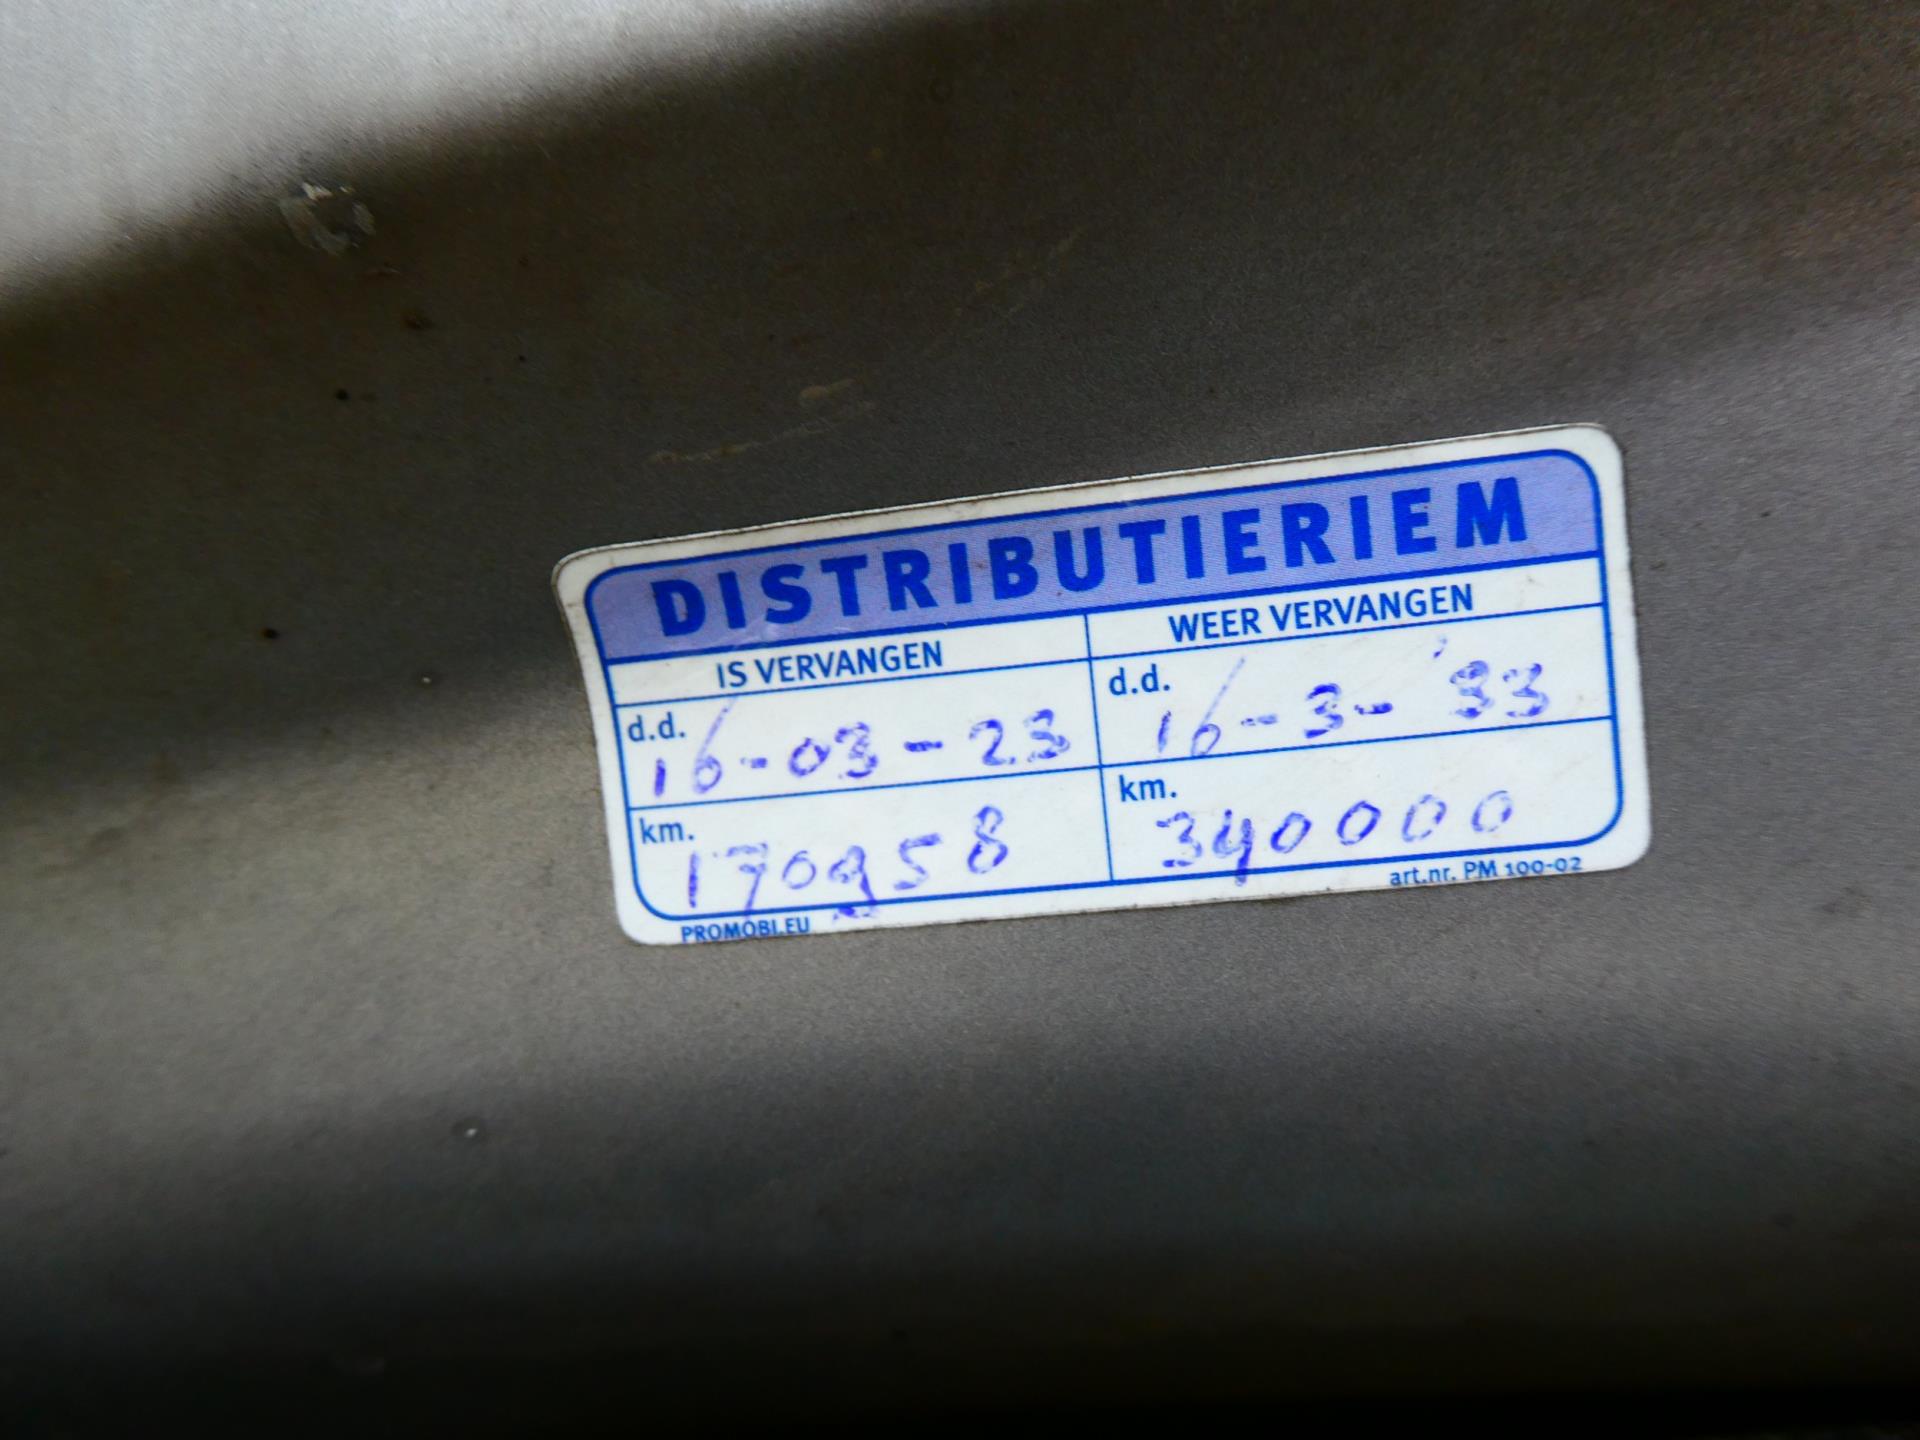 DISTRIBUTIERIEM
IS VERVANGEN
WEER VERVANGEN
d.d. 16-03-23
d.d. 16-3-'33
km. 170958
km. 340000
PROMOBI.EU
art.nr. PM 100-02